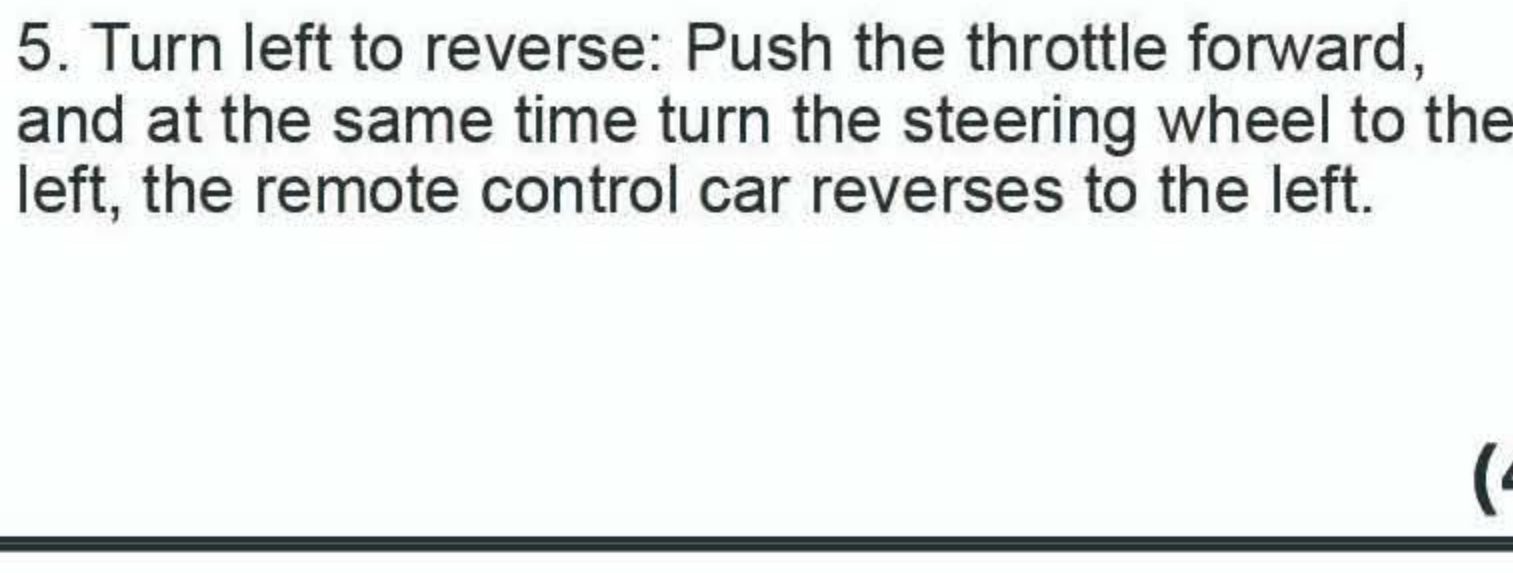 5. Turn left to reverse: Push the throttle forward,
and at the same time turn the steering wheel to the
left, the remote control car reverses to the left.
(4